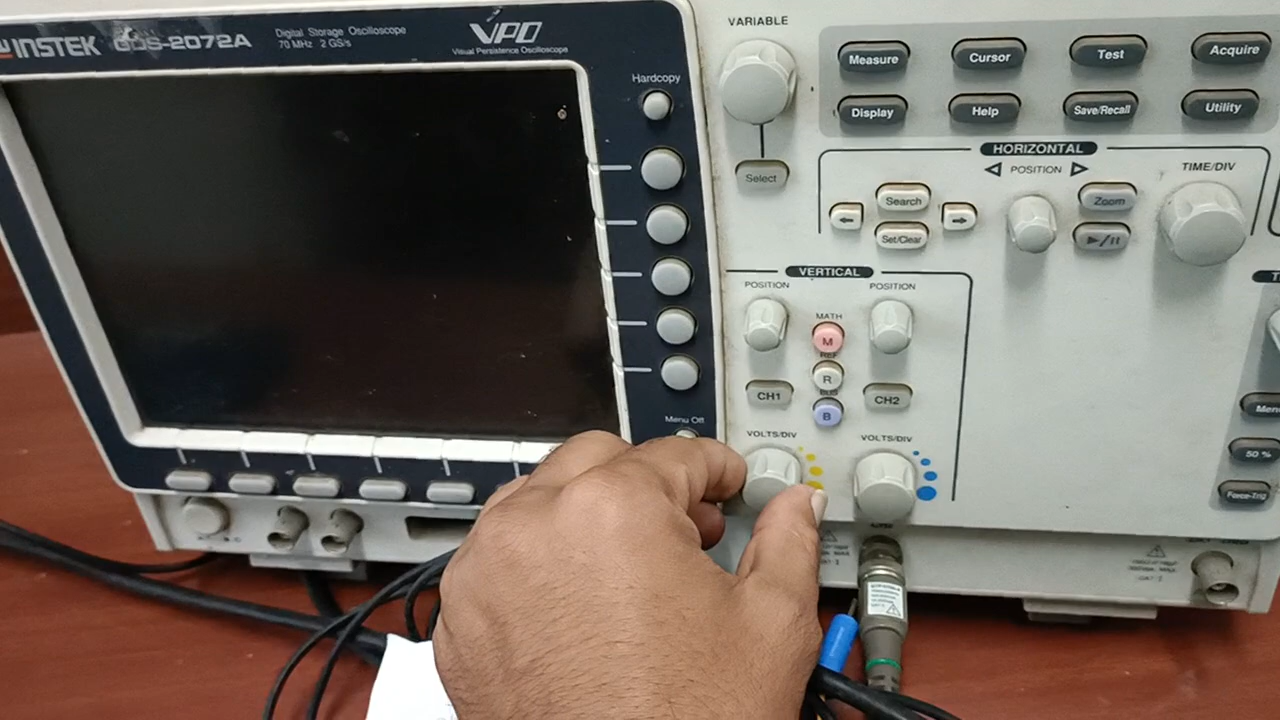 INSTEK GDS-2072A
Digital Storage Oscilloscope
70 MHz 2 GS/s
VPO
Visual Persistence Oscilloscope
Hardcopy
Menu Off
VARIABLE
Select
Measure Cursor Test Acquire
Display Help Save/Recall Utility
HORIZONTAL
POSITION
TIME/DIV
Search Zoom
Set/Clear
VERTICAL
POSITION POSITION
MATH
M
REF
R
BUS
B
CH1 CH2
VOLTS/DIV VOLTS/DIV
50 %
Force-Trig